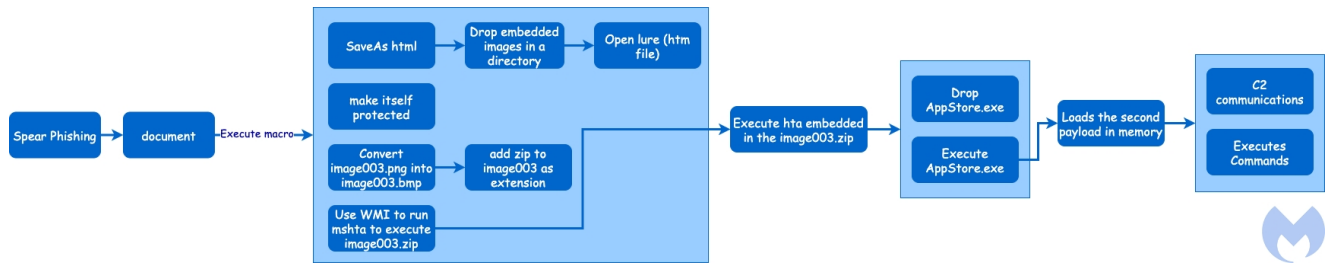 Spear Phishing
document
Execute macro
SaveAs html
Drop embedded
images in a
directory
Open lure (htm
file)
make itself
protected
Convert
image003.png into
image003.bmp
add zip to
image003 as
extension
Use WMI to run
mshta to execute
image003.zip
Execute hta embedded
in the image003.zip
Drop
AppStore.exe
Execute
AppStore.exe
Loads the second
payload in memory
C2
communications
Executes
Commands